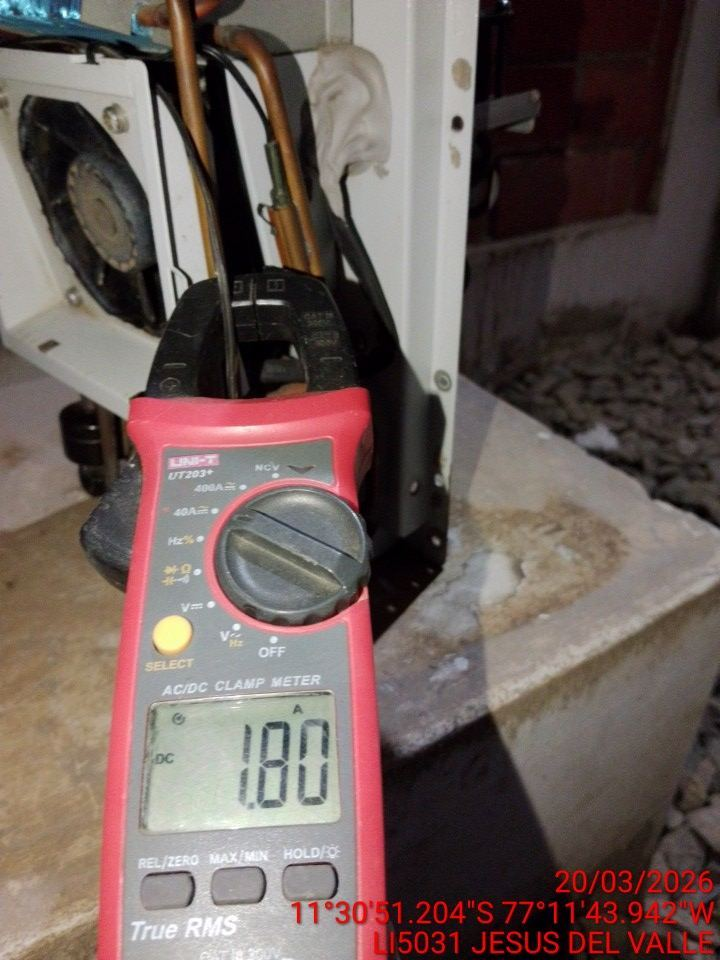 UNI-T
UT203+
NCV
400A
40A
Hz%
Ω
V
V~
Hz
OFF
SELECT
AC/DC CLAMP METER
A
DC
1.80
REL/ZERO MAX/MIN HOLD/
True RMS
20/03/2026
11°30'51.204"S 77°11'43.942"W
LI5031 JESUS DEL VALLE